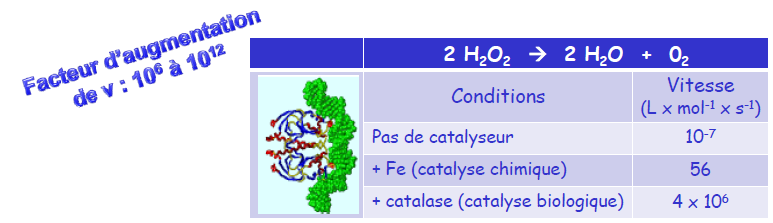 Facteur d'augmentation
de v : 10⁶ à 10¹²
2 H₂O₂ → 2 H₂O + 0₂
Conditions
Vitesse
(L x mol⁻¹ x s⁻¹)
Pas de catalyseur
10⁻⁷
+ Fe (catalyse chimique)
56
+ catalase (catalyse biologique)
4 x 10⁶